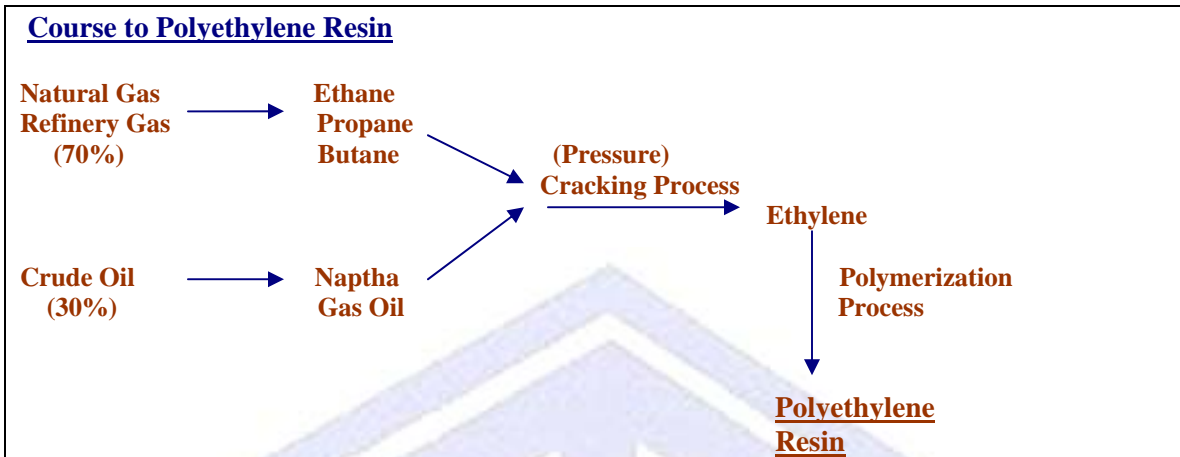 Course to Polyethylene Resin
Natural Gas
Refinery Gas
(70%)
Ethane
Propane
Butane
(Pressure)
Cracking Process
Ethylene
Crude Oil
(30%)
Naptha
Gas Oil
Polymerization
Process
Polyethylene
Resin